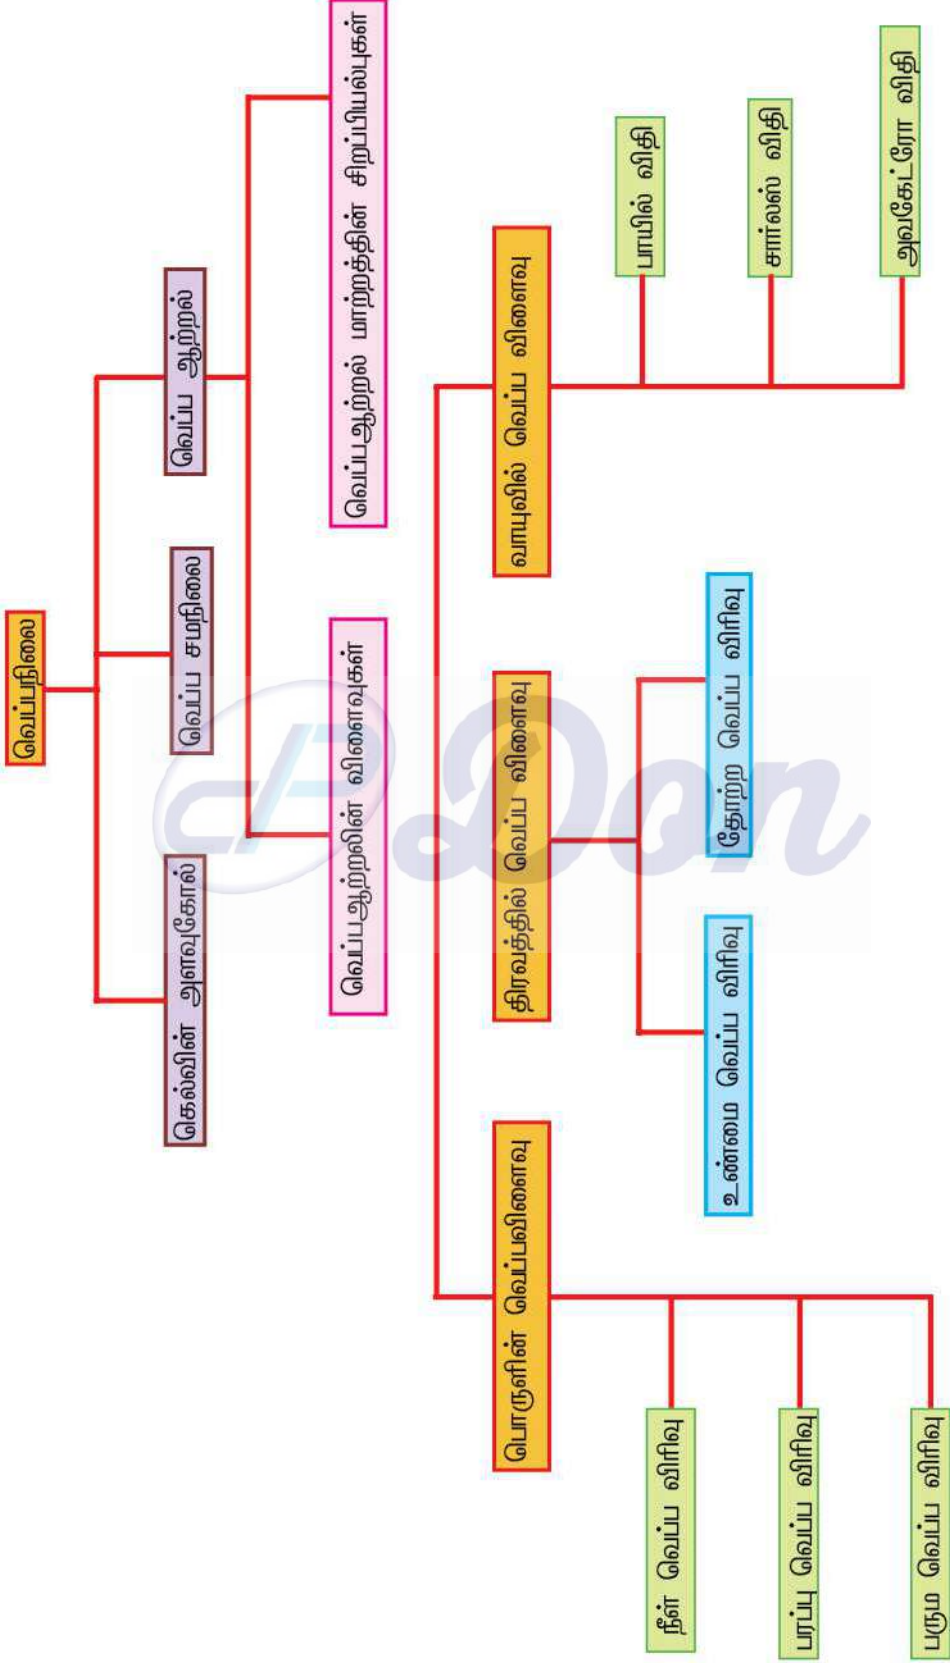 வெப்பநிலை
கெல்வின் அளவுகோல்
வெப்ப சமநிலை
வெப்ப ஆற்றல்
வெப்பஆற்றலின் விளைவுகள்
வெப்பஆற்றல் மாற்றத்தின் சிறப்பியல்புகள்
பொருளின் வெப்பவிளைவு
திரவத்தில் வெப்ப விளைவு
வாயுவில் வெப்ப விளைவு
நீள் வெப்ப விரிவு
பரப்பு வெப்ப விரிவு
பரும வெப்ப விரிவு
உண்மை வெப்ப விரிவு
தோற்ற வெப்ப விரிவு
பாயில் விதி
சார்லஸ் விதி
அவகேட்ரோ விதி
Don